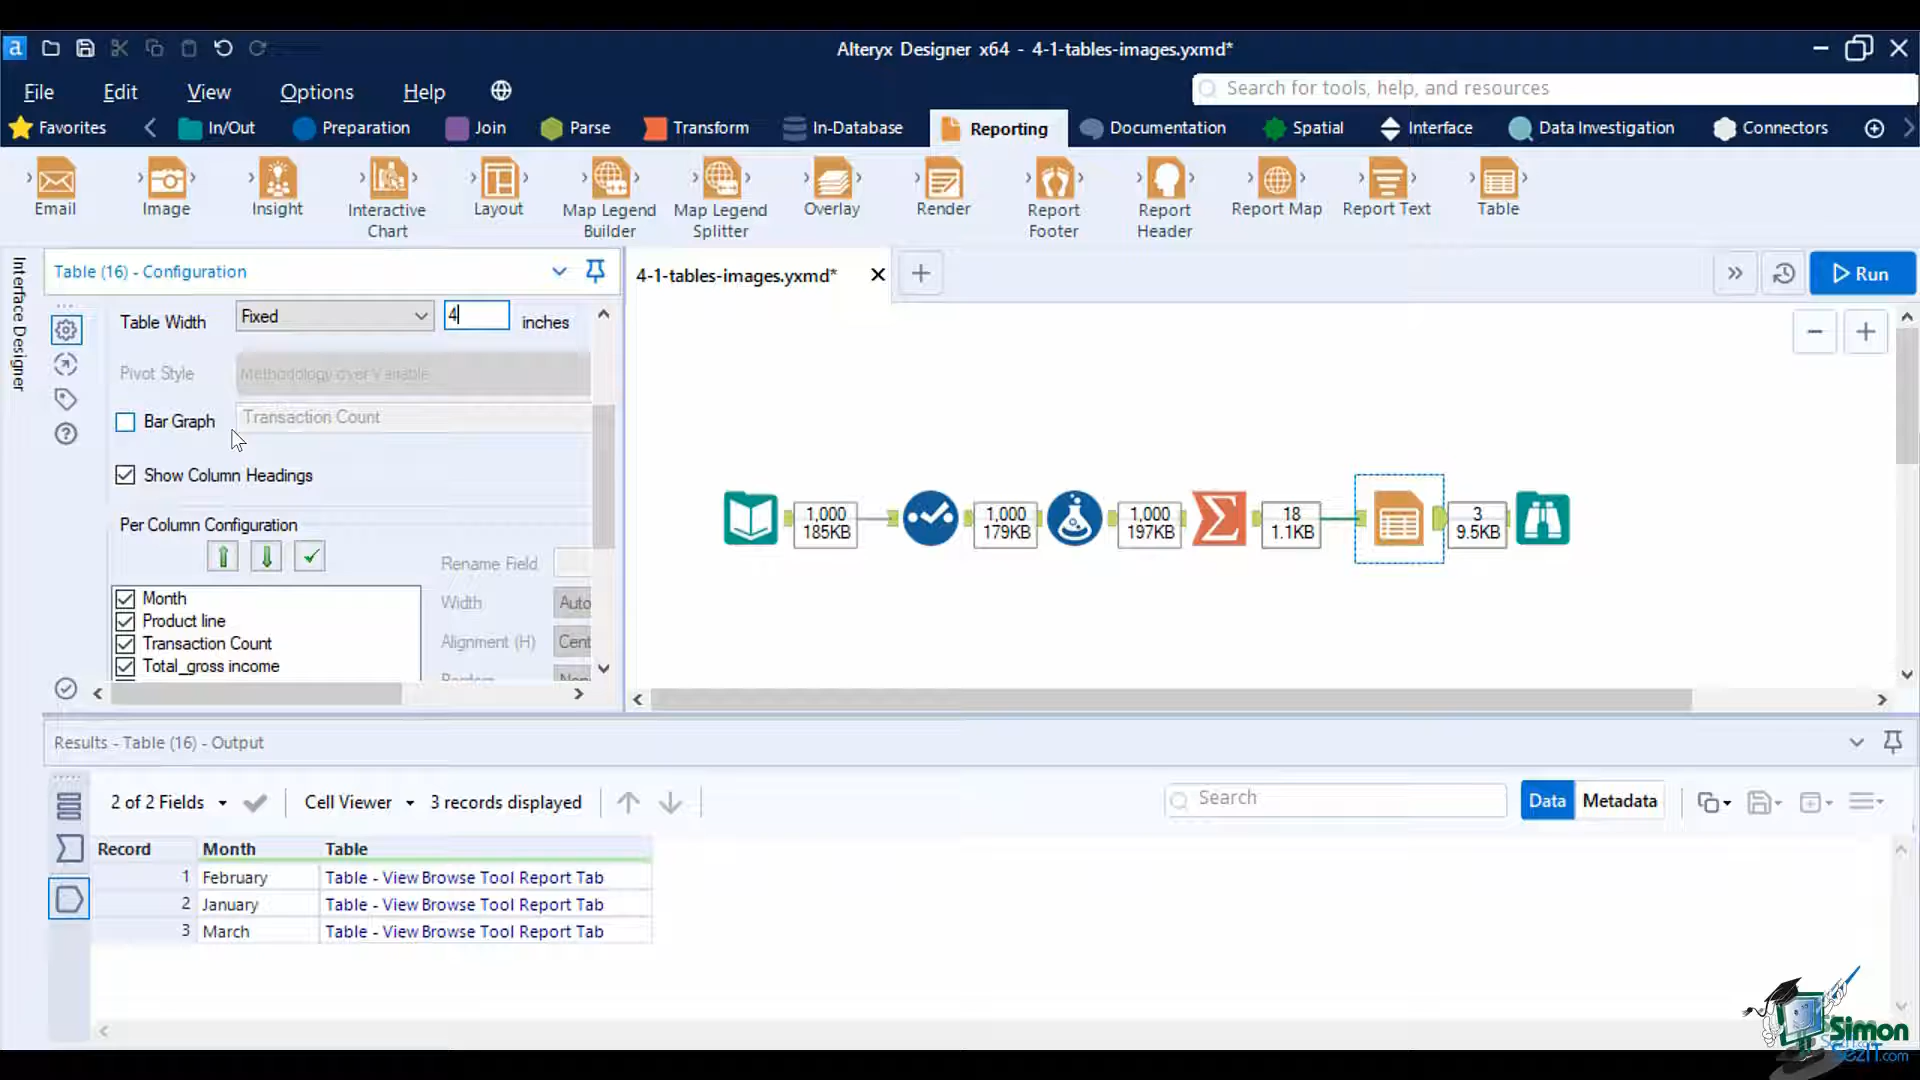 a
Alteryx Designer x64 - 4-1-tables-images.yxmd*
File Edit View Options Help
Search for tools, help, and resources
Favorites In/Out Preparation Join Parse Transform In-Database Reporting Documentation Spatial Interface Data Investigation Connectors
Email Image Insight Interactive Chart Layout Map Legend Builder Map Legend Splitter Overlay Render Report Footer Report Header Report Map Report Text Table
Interface Designer
Table (16) - Configuration
4-1-tables-images.yxmd*
Run
Table Width Fixed 4 inches
Pivot Style Methodology over Variable
Bar Graph Transaction Count
Show Column Headings
Per Column Configuration
Rename Field
Width Auto
Alignment (H) Cent
Month
Product line
Transaction Count
Total_gross income
1,000
185KB
1,000
179KB
1,000
197KB
18
1.1KB
3
9.5KB
Results - Table (16) - Output
2 of 2 Fields Cell Viewer 3 records displayed
Search
Data Metadata
Record Month Table
1 February Table - View Browse Tool Report Tab
2 January Table - View Browse Tool Report Tab
3 March Table - View Browse Tool Report Tab
Simon
SezIT.com